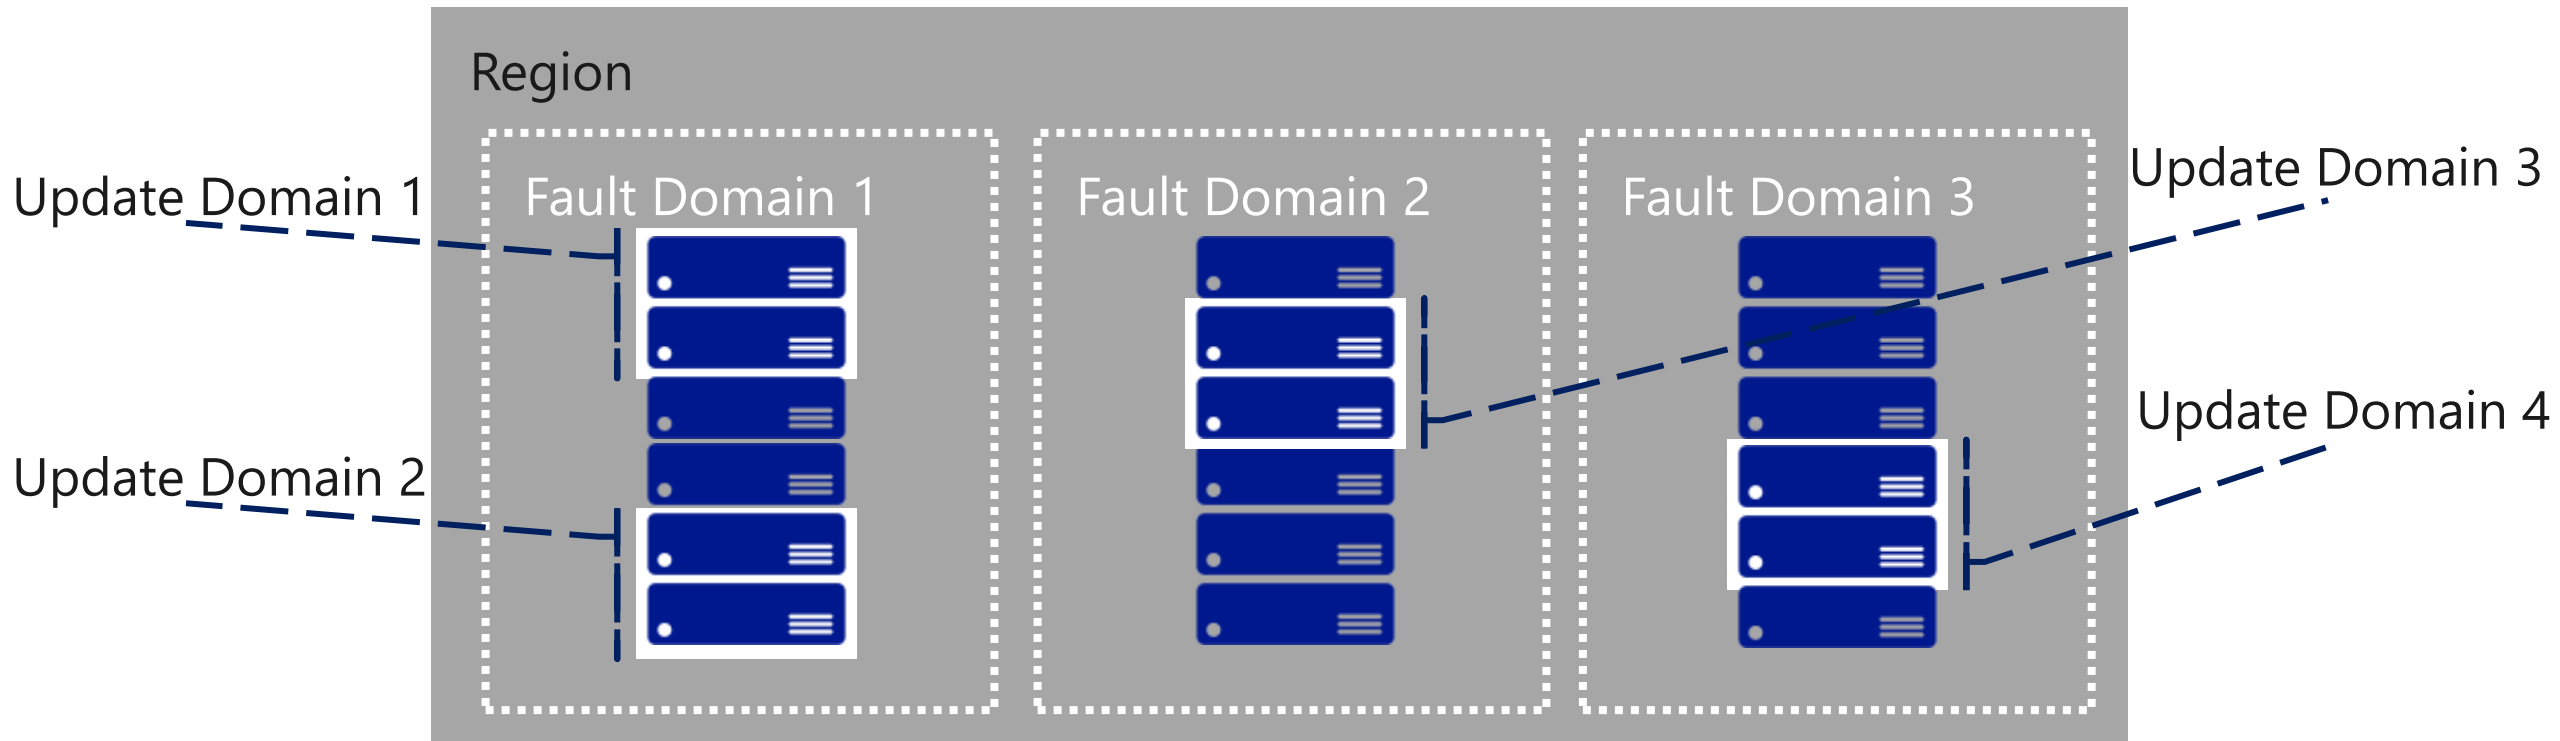 Region
Update Domain 1
Fault Domain 1
Fault Domain 2
Fault Domain 3
Update Domain 3
Update Domain 2
Update Domain 4